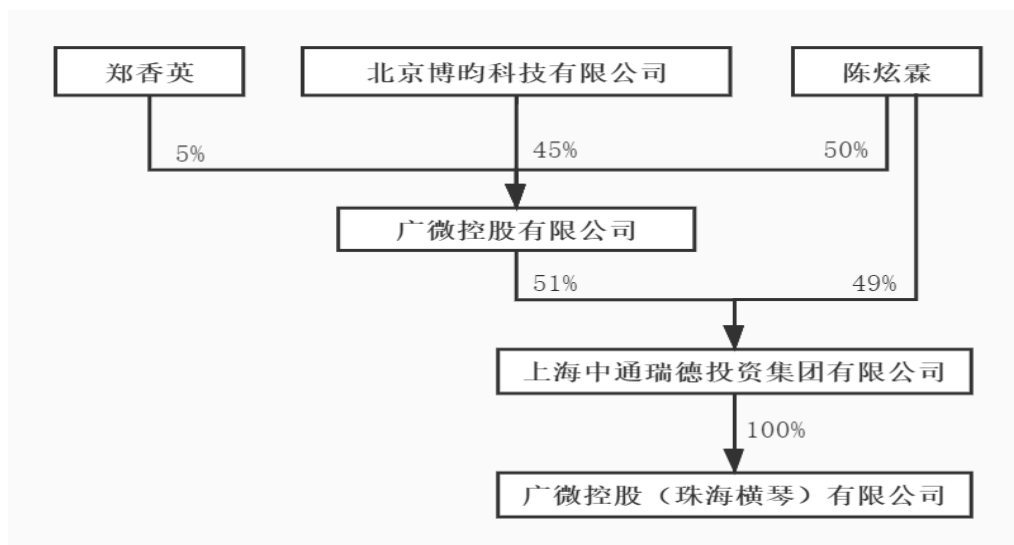 郑香英
北京博昀科技有限公司
陈炫霖
5%
45%
50%
广微控股有限公司
51%
49%
上海中通瑞德投资集团有限公司
100%
广微控股（珠海横琴）有限公司